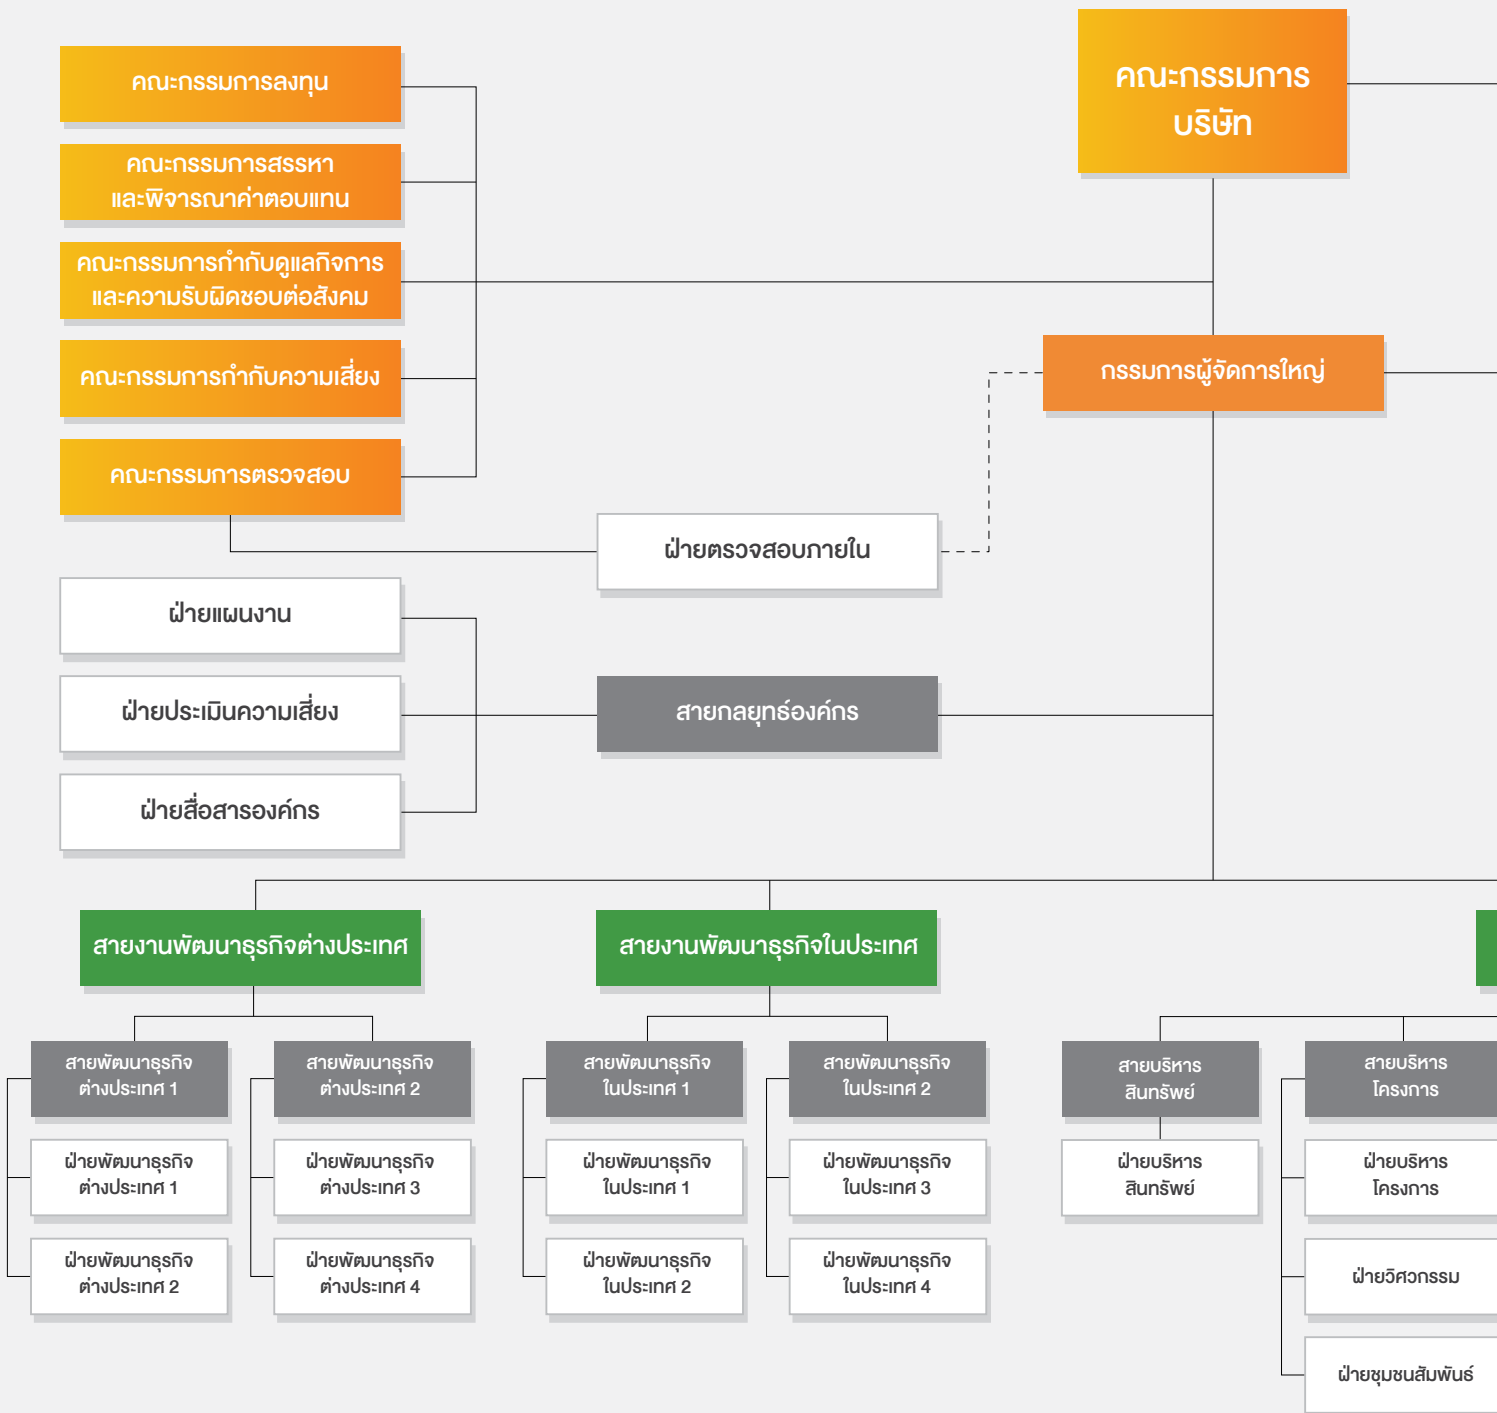 คณะกรรมการ
บริษัท
คณะกรรมการลงทุน
คณะกรรมการสรรหา
และพิจารณาค่าตอบแทน
คณะกรรมการกำกับดูแลกิจการ
และความรับผิดชอบต่อสังคม
คณะกรรมการกำกับความเสี่ยง
คณะกรรมการตรวจสอบ
กรรมการผู้จัดการใหญ่
ฝ่ายตรวจสอบภายใน
ฝ่ายแผนงาน
ฝ่ายประเมินความเสี่ยง
ฝ่ายสื่อสารองค์กร
สายกลยุทธ์องค์กร
สายงานพัฒนาธุรกิจต่างประเทศ
สายงานพัฒนาธุรกิจในประเทศ
สายพัฒนาธุรกิจ
ต่างประเทศ 1
สายพัฒนาธุรกิจ
ต่างประเทศ 2
สายพัฒนาธุรกิจ
ในประเทศ 1
สายพัฒนาธุรกิจ
ในประเทศ 2
สายบริหาร
สินทรัพย์
สายบริหาร
โครงการ
ฝ่ายพัฒนาธุรกิจ
ต่างประเทศ 1
ฝ่ายพัฒนาธุรกิจ
ต่างประเทศ 3
ฝ่ายพัฒนาธุรกิจ
ในประเทศ 1
ฝ่ายพัฒนาธุรกิจ
ในประเทศ 3
ฝ่ายบริหาร
สินทรัพย์
ฝ่ายบริหาร
โครงการ
ฝ่ายพัฒนาธุรกิจ
ต่างประเทศ 2
ฝ่ายพัฒนาธุรกิจ
ต่างประเทศ 4
ฝ่ายพัฒนาธุรกิจ
ในประเทศ 2
ฝ่ายพัฒนาธุรกิจ
ในประเทศ 4
ฝ่ายวิศวกรรม
ฝ่ายชุมชนสัมพันธ์